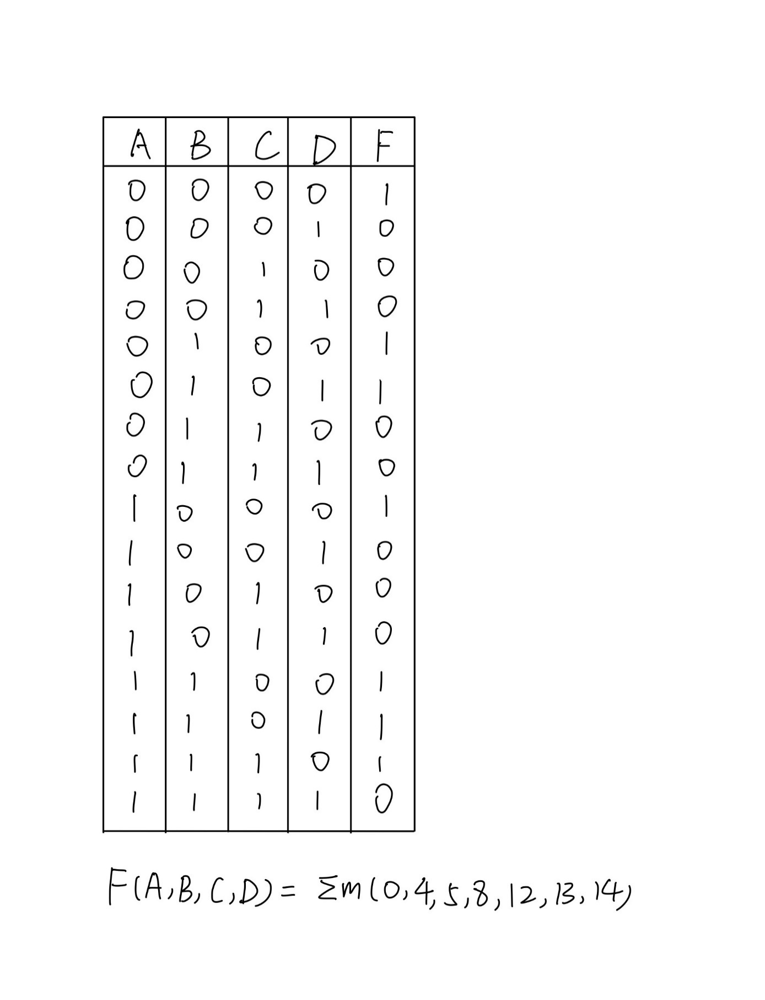 A B C D F
0 0 0 0 1
0 0 0 1 0
0 0 1 0 0
0 0 1 1 0
0 1 0 0 1
0 1 0 1 1
0 1 1 0 0
0 1 1 1 0
1 0 0 0 1
1 0 0 1 0
1 0 1 0 0
1 0 1 1 0
1 1 0 0 1
1 1 0 1 1
1 1 1 0 1
1 1 1 1 0
F(A,B,C,D) = Σm(0,4,5,8,12,13,14)